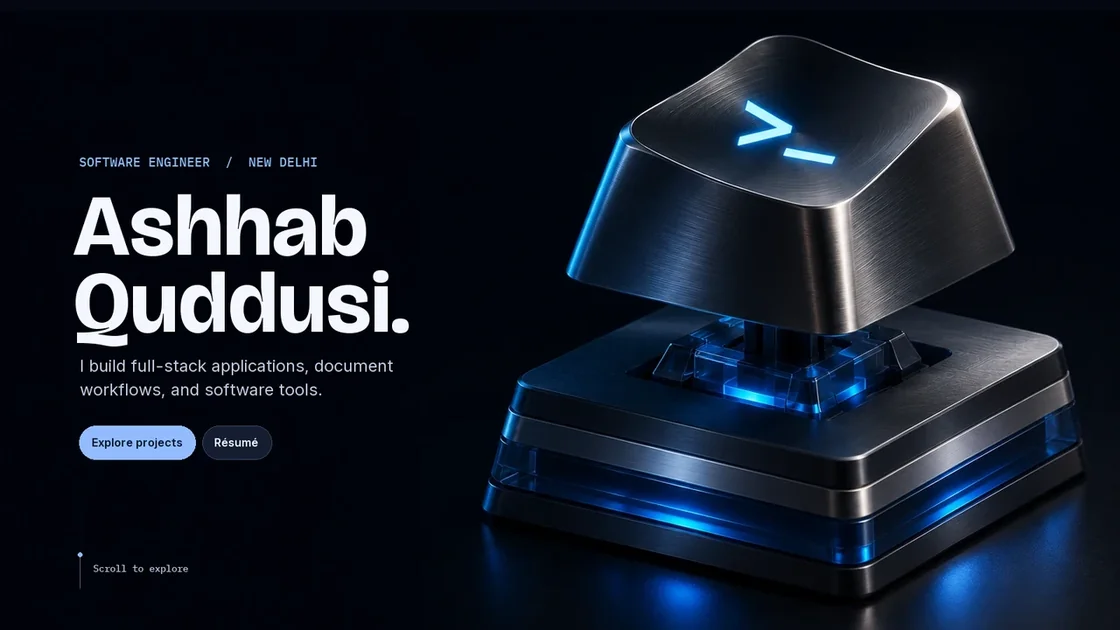 SOFTWARE ENGINEER / NEW DELHI
Ashhab
Quddusi.
I build full-stack applications, document
workflows, and software tools.
Explore projects
Résumé
Scroll to explore
>_